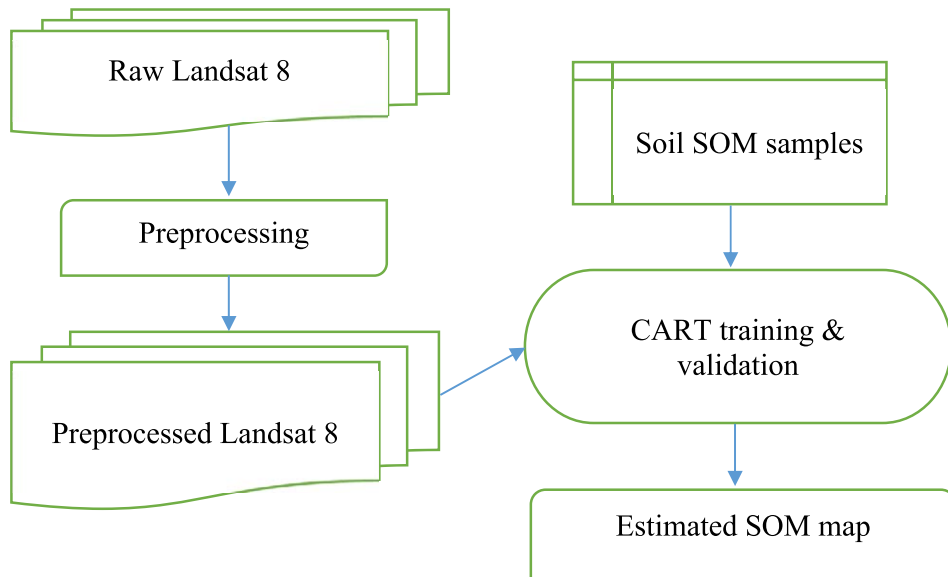 Raw Landsat 8
Soil SOM samples
Preprocessing
CART training &
validation
Preprocessed Landsat 8
Estimated SOM map